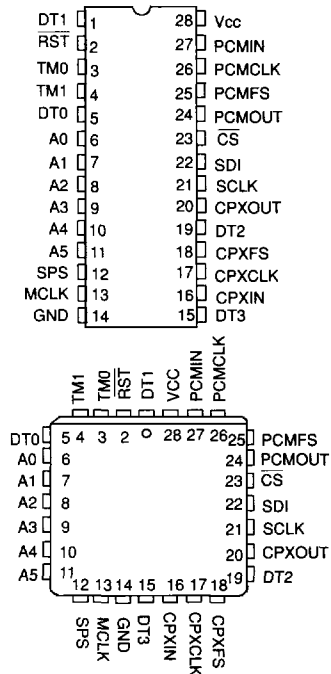 DT1 1 28 Vcc
RST 2 27 PCMIN
TM0 3 26 PCMCLK
TM1 4 25 PCMFS
DT0 5 24 PCMOUT
A0 6 23 CS
A1 7 22 SDI
A2 8 21 SCLK
A3 9 20 CPXOUT
A4 10 19 DT2
A5 11 18 CPXFS
SPS 12 17 CPXCLK
MCLK 13 16 CPXIN
GND 14 15 DT3
TM1 TM0 RST DT1 VCC PCMIN PCMCLK
DT0 5 4 3 2 28 27 26 25 PCMFS
A0 6 24 PCMOUT
A1 7 23 CS
A2 8 22 SDI
A3 9 21 SCLK
A4 10 20 CPXOUT
A5 11 12 13 14 15 16 17 18 19 DT2
SPS MCLK GND DT3 CPXIN CPXCLK CPXFS